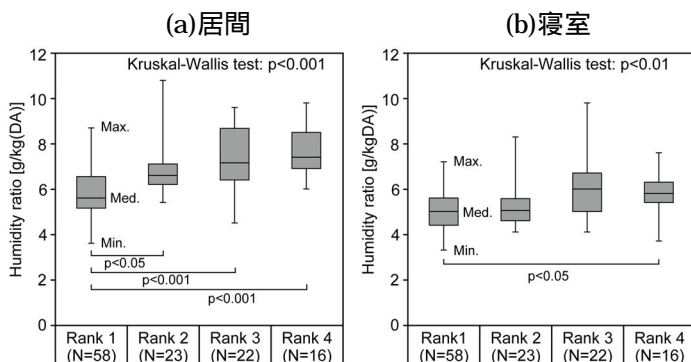 (a)居間
Kruskal-Wallis test: p<0.001
Humidity ratio [g/kg(DA)]
12
10
8
6
4
2
0
Max.
Med.
Min.
p<0.05
p<0.001
p<0.001
Rank 1 Rank 2 Rank 3 Rank 4
(N=58) (N=23) (N=22) (N=16)
(b)寝室
Kruskal-Wallis test: p<0.01
Humidity ratio [g/kgDA)]
12
10
8
6
4
2
0
Max.
Med.
Min.
p<0.05
Rank1 Rank 2 Rank 3 Rank 4
(N=58) (N=23) (N=22) (N=16)